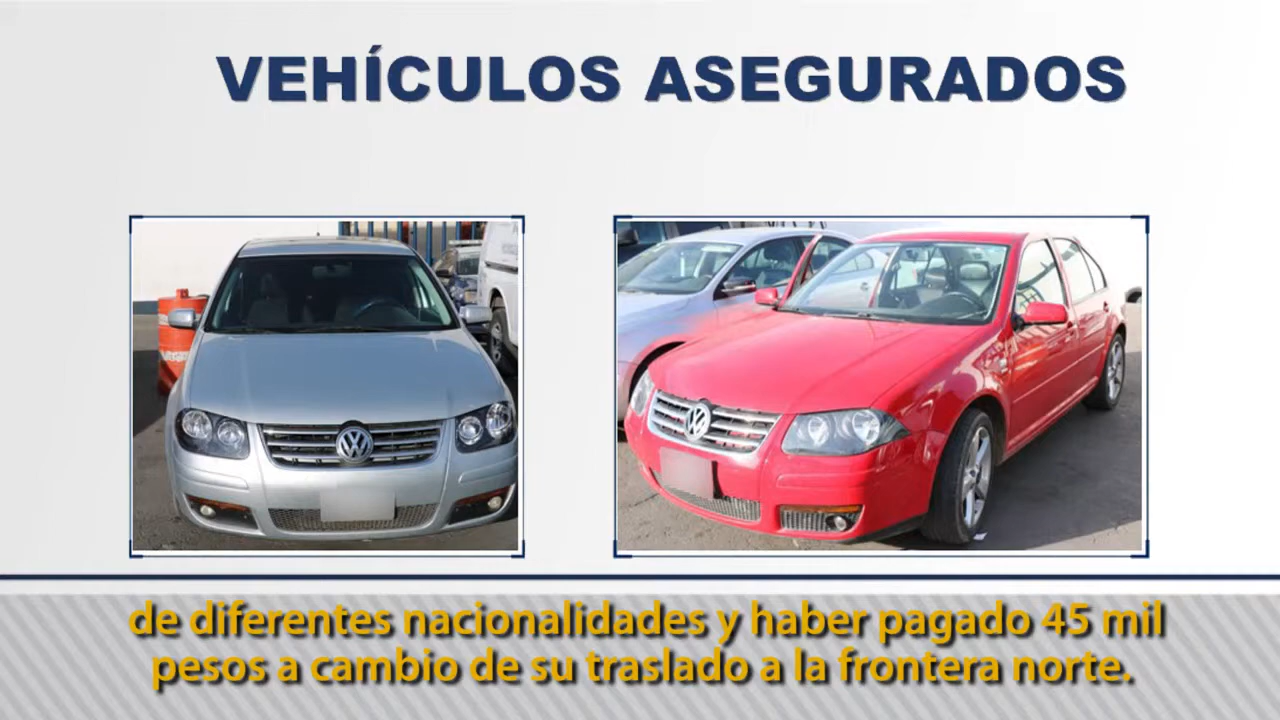 VEHÍCULOS ASEGURADOS
de diferentes nacionalidades y haber pagado 45 mil
pesos a cambio de su traslado a la frontera norte.